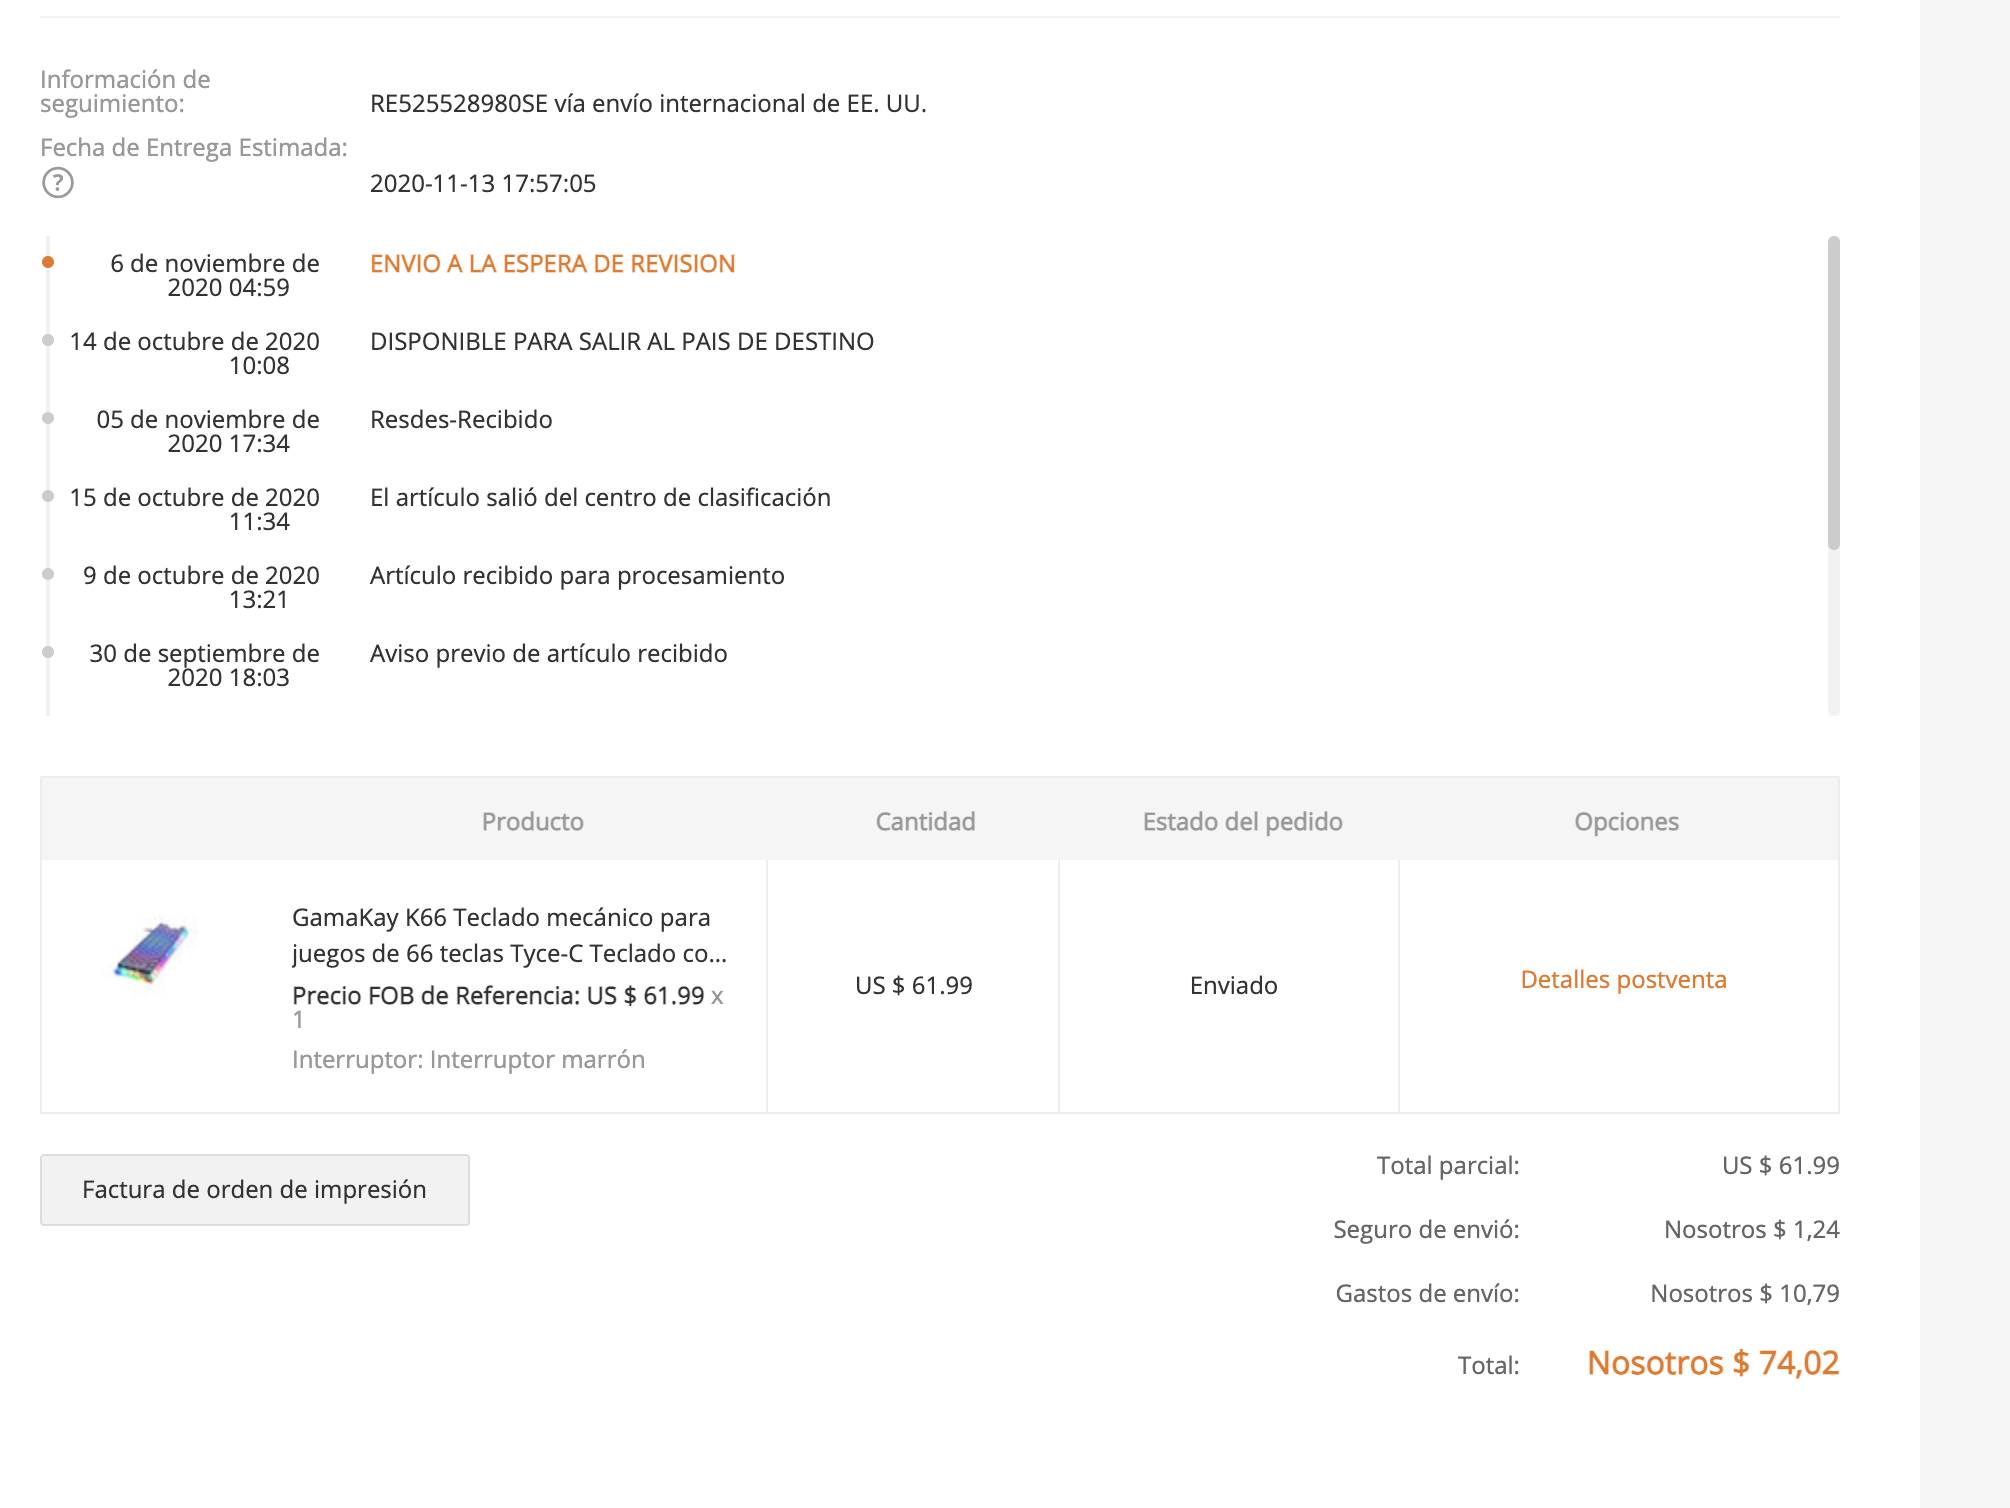 Información de
seguimiento:
RE525528980SE vía envío internacional de EE. UU.
Fecha de Entrega Estimada:
?
2020-11-13 17:57:05
6 de noviembre de
2020 04:59
ENVIO A LA ESPERA DE REVISION
14 de octubre de 2020
10:08
DISPONIBLE PARA SALIR AL PAIS DE DESTINO
05 de noviembre de
2020 17:34
Resdes-Recibido
15 de octubre de 2020
11:34
El artículo salió del centro de clasificación
9 de octubre de 2020
13:21
Artículo recibido para procesamiento
30 de septiembre de
2020 18:03
Aviso previo de artículo recibido
Producto
Cantidad
Estado del pedido
Opciones
GamaKay K66 Teclado mecánico para
juegos de 66 teclas Tyce-C Teclado co...
Precio FOB de Referencia: US $ 61.99 x
1
Interruptor: Interruptor marrón
US $ 61.99
Enviado
Detalles postventa
Factura de orden de impresión
Total parcial: US $ 61.99
Seguro de envió: Nosotros $ 1,24
Gastos de envío: Nosotros $ 10,79
Total: Nosotros $ 74,02